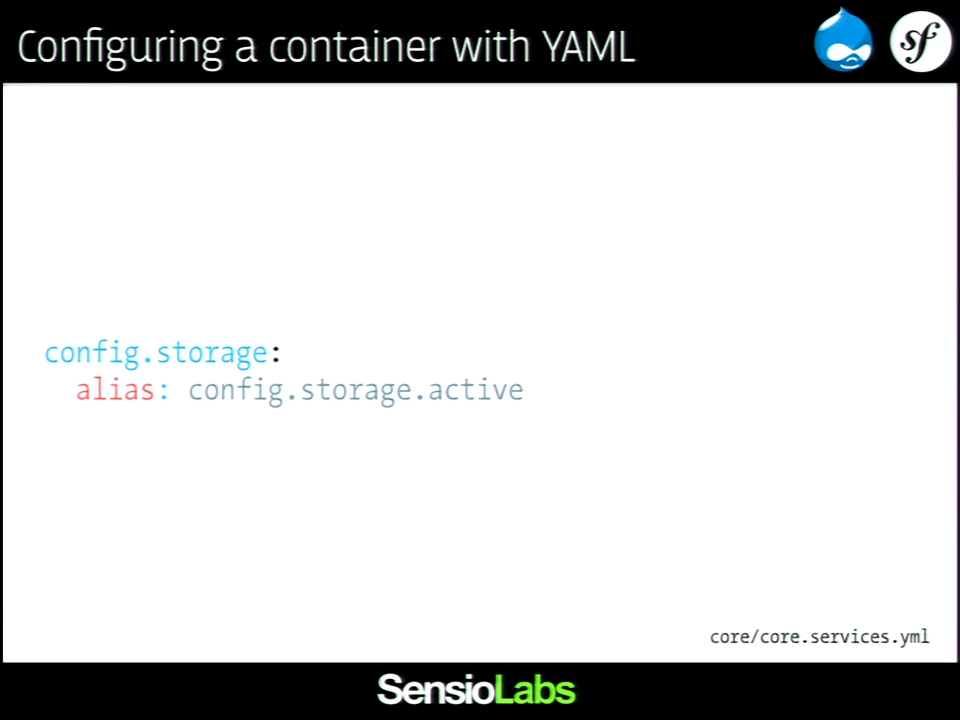 Configuring a container with YAML
sf
config.storage:
  alias: config.storage.active
core/core.services.yml
SensioLabs